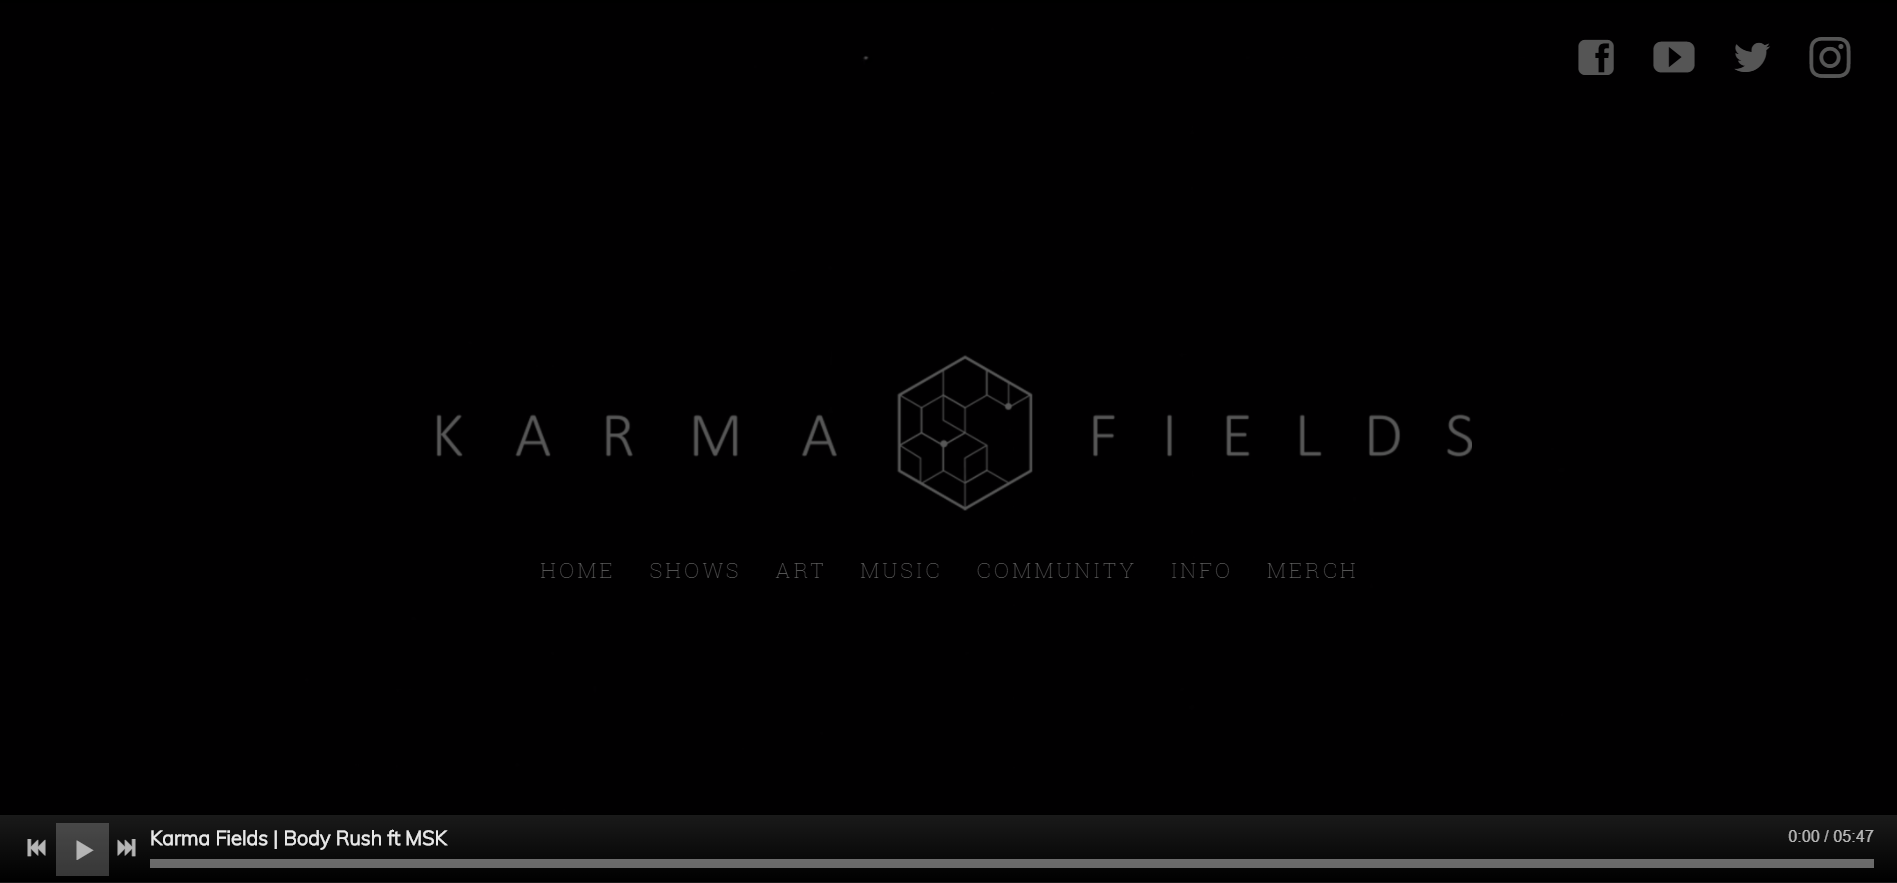 KARMA FIELDS
HOME SHOWS ART MUSIC COMMUNITY INFO MERCH
Karma Fields | Body Rush ft MSK
0:00 / 05:47